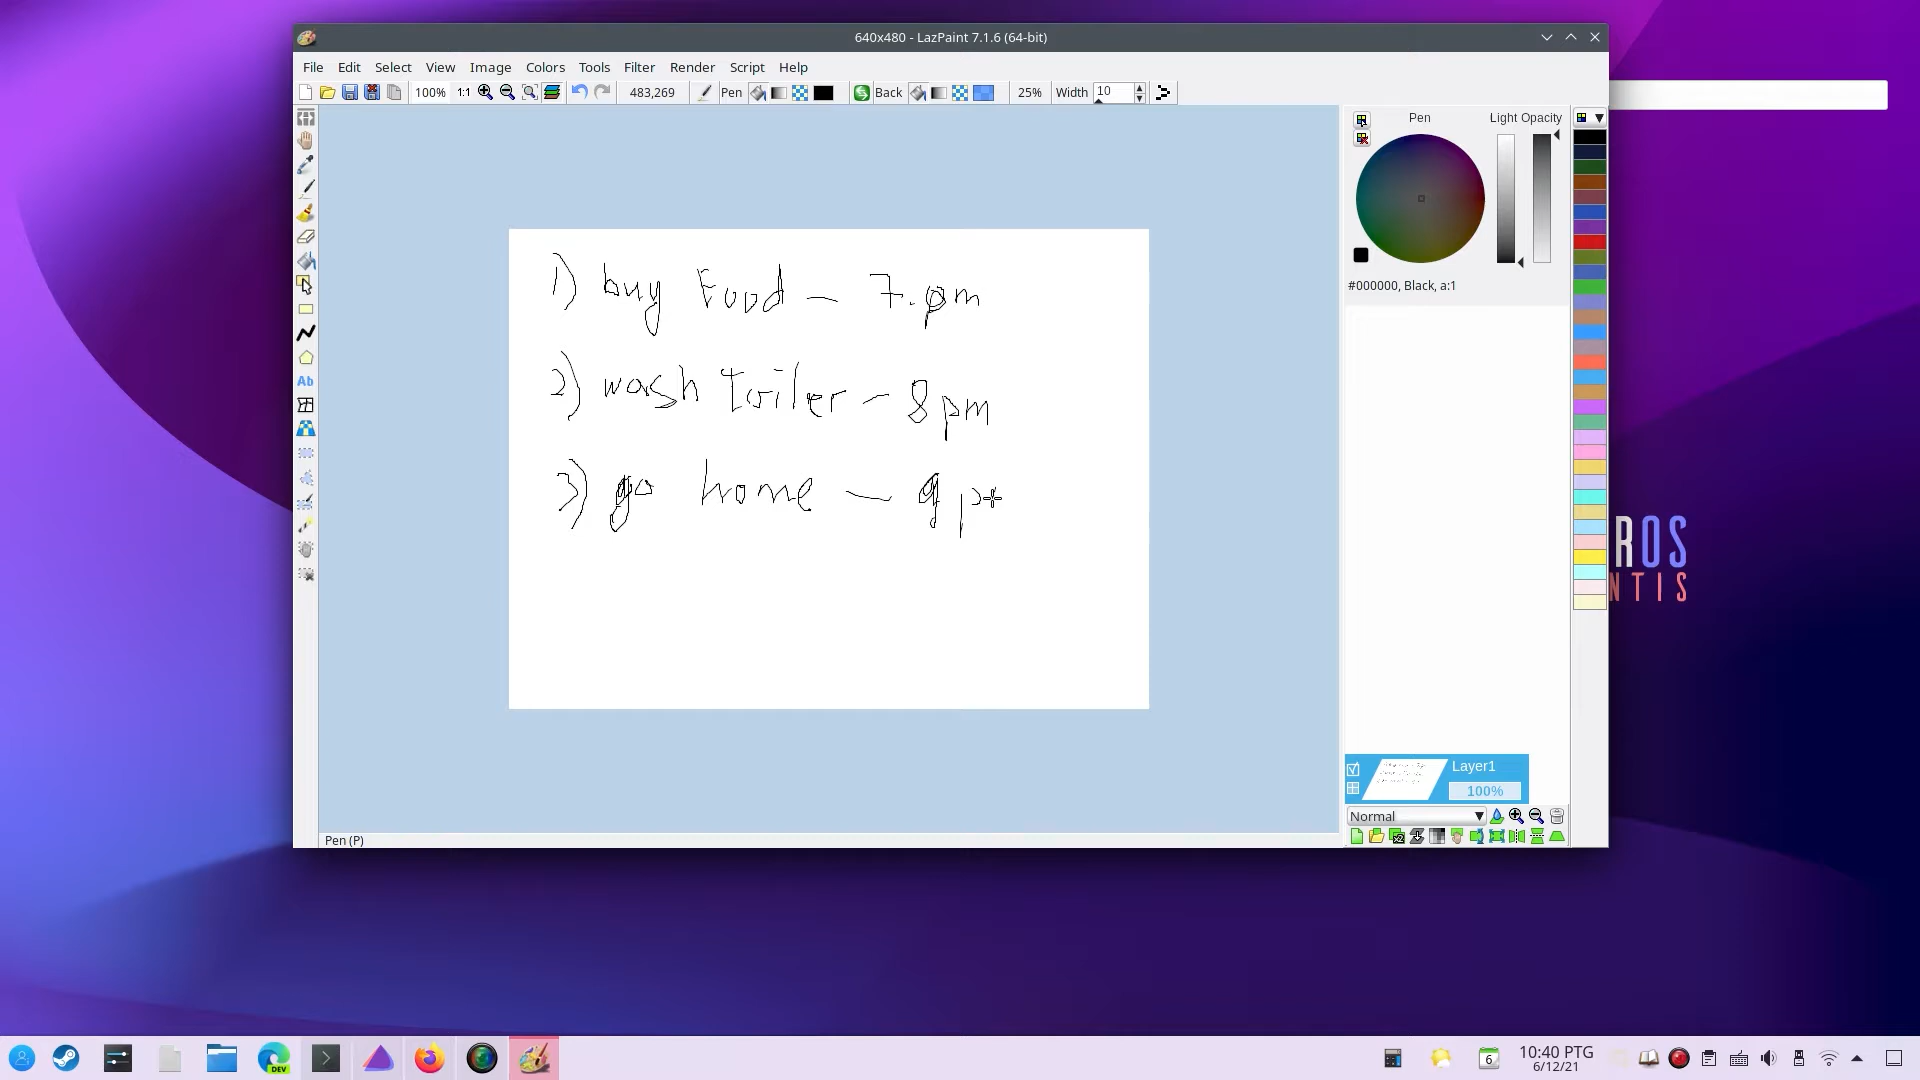 640x480 - LazPaint 7.1.6 (64-bit)
File Edit Select View Image Colors Tools Filter Render Script Help
100% 1:1 483,269 Pen Back 25% Width 10
Pen Light Opacity
#000000, Black, a:1
Ab
1) buy Food - 7.pm
2) wash toiler - 8pm
3) go home - 9 p
ROS
NTIS
Layer1
100%
Normal
Pen (P)
DEV
6
10:40 PTG
6/12/21